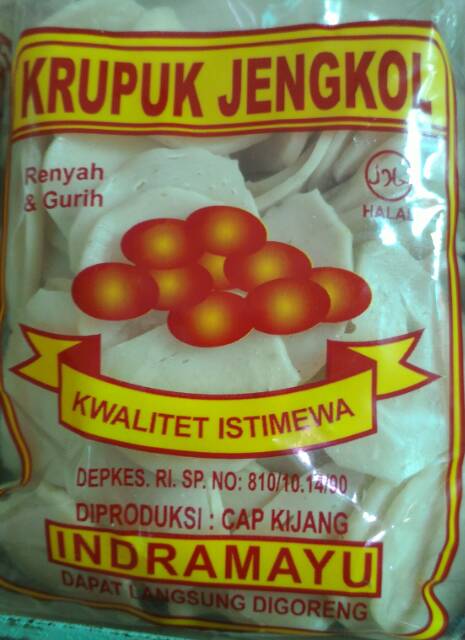 KRUPUK JENGKOL
Renyah
& Gurih
حلال
HALAL
KWALITET ISTIMEWA
DEPKES. RI. SP. NO: 810/10.14/90
DIPRODUKSI : CAP KIJANG
INDRAMAYU
DAPAT LANGSUNG DIGORENG